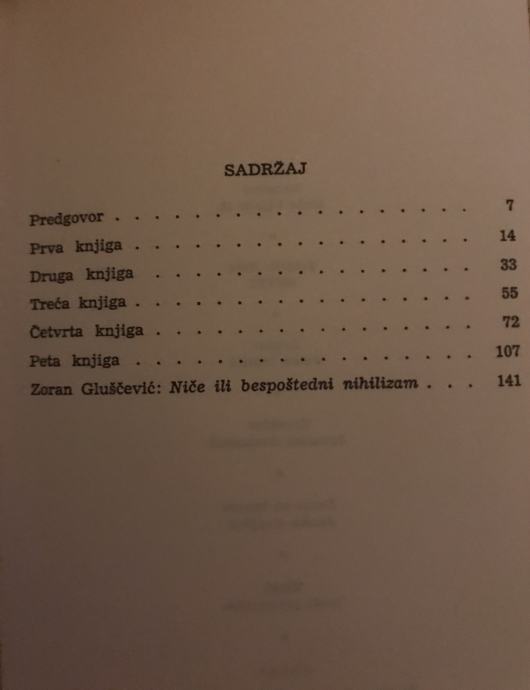 SADRŽAJ
Predgovor . . . . . . . . . . . . . . . . . . 7
Prva knjiga . . . . . . . . . . . . . . . . . 14
Druga knjiga . . . . . . . . . . . . . . . . 33
Treća knjiga . . . . . . . . . . . . . . . . . 55
Četvrta knjiga . . . . . . . . . . . . . . . . 72
Peta knjiga . . . . . . . . . . . . . . . . . 107
Zoran Gluščević: Niče ili bespoštedni nihilizam . . . 141